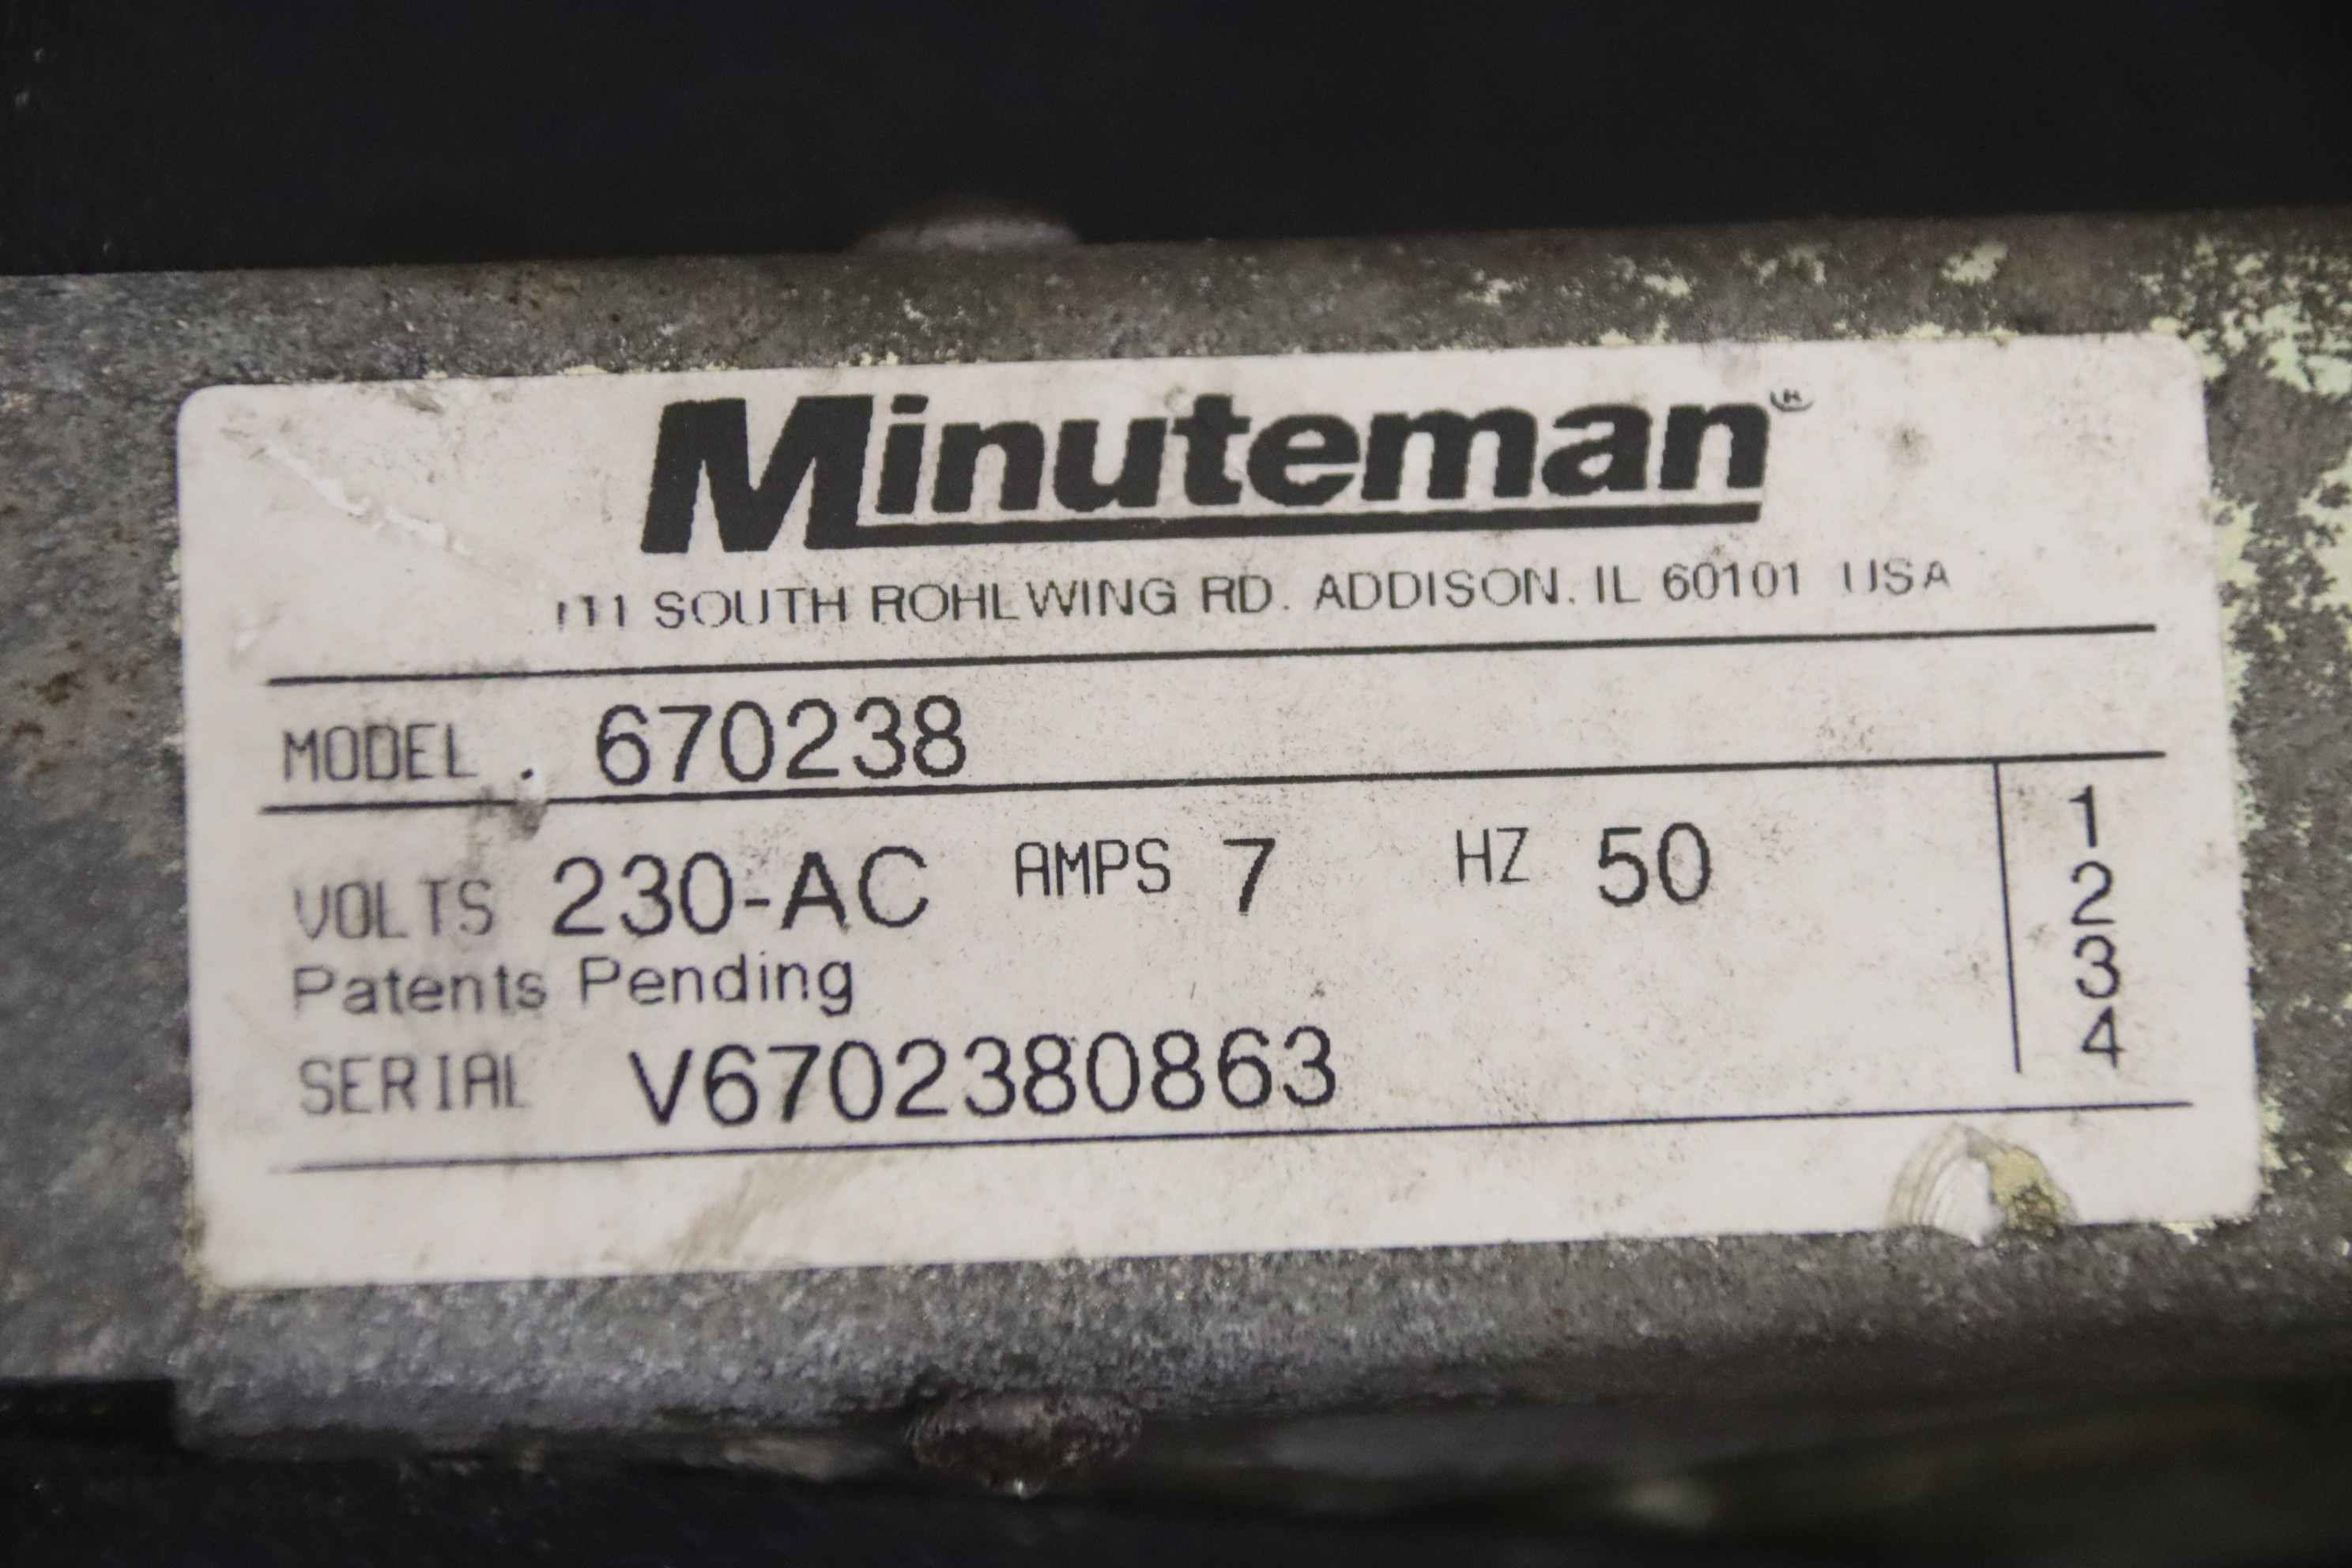 Minuteman®
111 SOUTH ROHLWING RD. ADDISON, IL 60101 USA
MODEL . 670238
VOLTS 230-AC AMPS 7 HZ 50
Patents Pending
SERIAL V6702380863
1
2
3
4